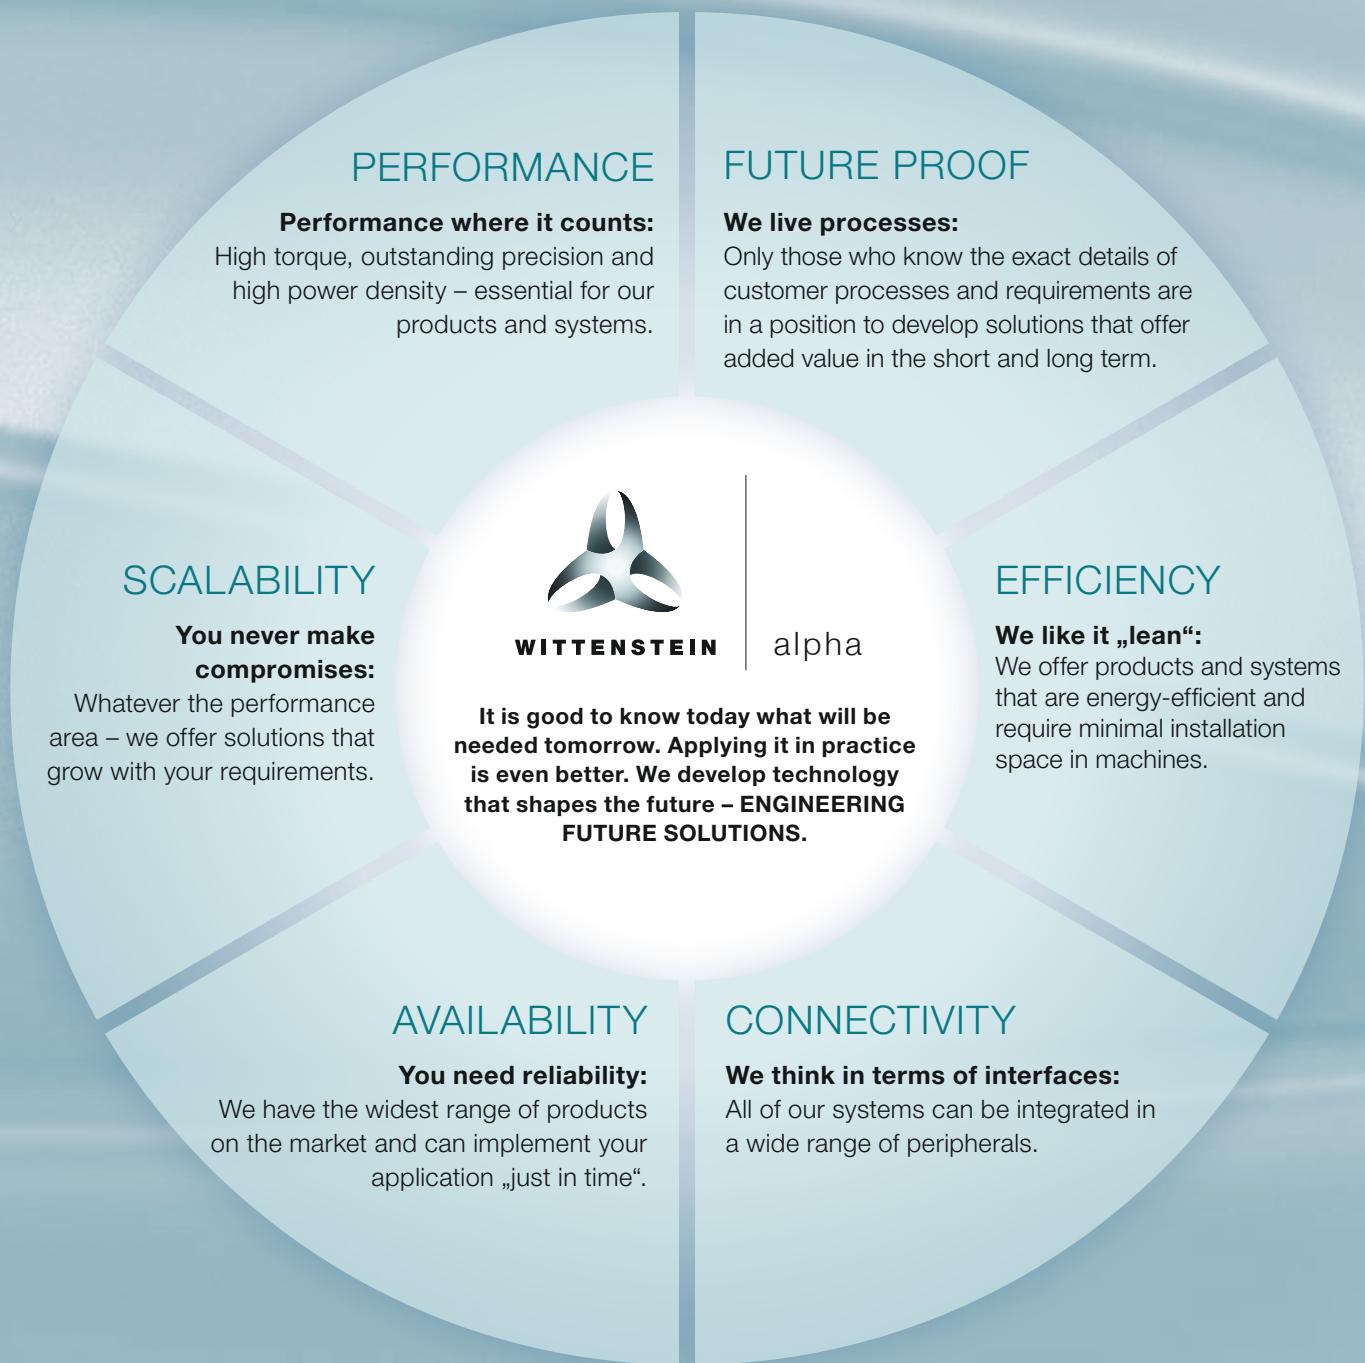 PERFORMANCE
Performance where it counts:
High torque, outstanding precision and
high power density – essential for our
products and systems.
FUTURE PROOF
We live processes:
Only those who know the exact details of
customer processes and requirements are
in a position to develop solutions that offer
added value in the short and long term.
SCALABILITY
You never make
compromises:
Whatever the performance
area – we offer solutions that
grow with your requirements.
WITTENSTEIN
alpha
It is good to know today what will be
needed tomorrow. Applying it in practice
is even better. We develop technology
that shapes the future – ENGINEERING
FUTURE SOLUTIONS.
EFFICIENCY
We like it „lean“:
We offer products and systems
that are energy-efficient and
require minimal installation
space in machines.
AVAILABILITY
You need reliability:
We have the widest range of products
on the market and can implement your
application „just in time“.
CONNECTIVITY
We think in terms of interfaces:
All of our systems can be integrated in
a wide range of peripherals.